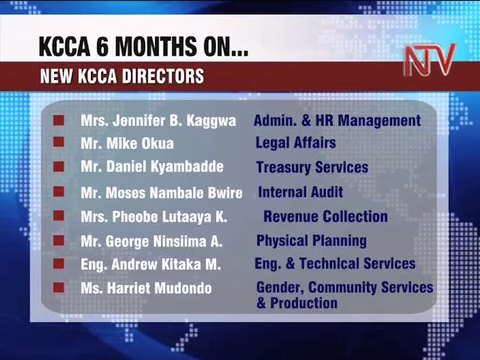 KCCA 6 MONTHS ON...
NTV
NEW KCCA DIRECTORS
Mrs. Jennifer B. Kaggwa Admin. & HR Management
Mr. Mike Okua Legal Affairs
Mr. Daniel Kyambadde Treasury Services
Mr. Moses Nambale Bwire Internal Audit
Mrs. Pheobe Lutaaya K. Revenue Collection
Mr. George Ninsiima A. Physical Planning
Eng. Andrew Kitaka M. Eng. & Technical Services
Ms. Harriet Mudondo Gender, Community Services
& Production